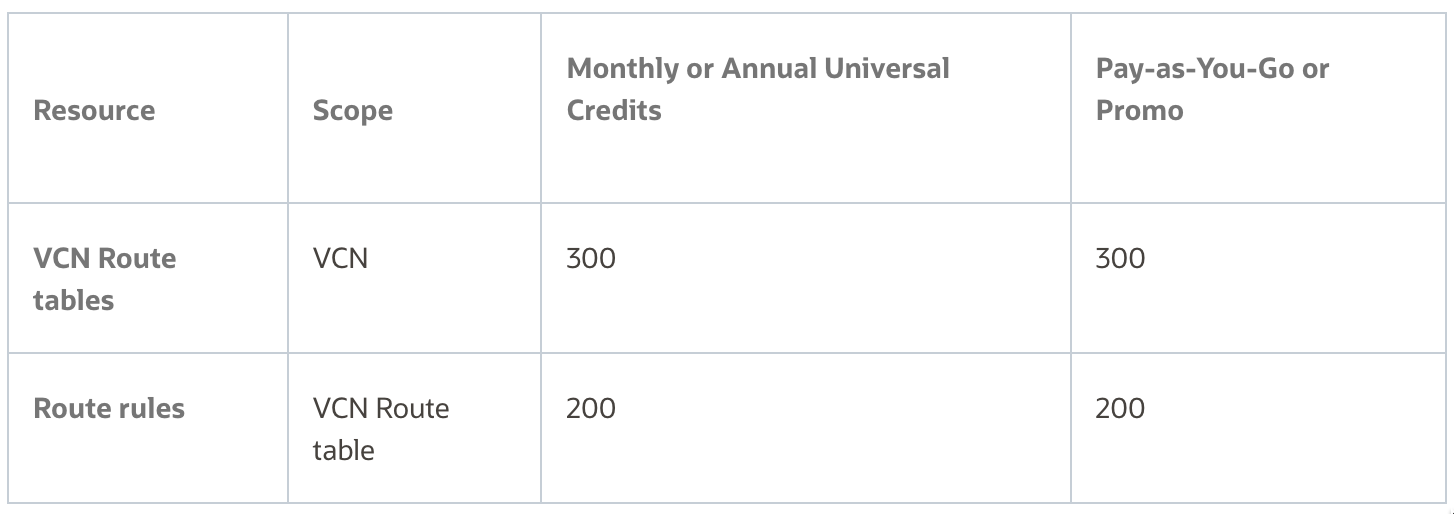 Resource
Scope
Monthly or Annual Universal
Credits
Pay-as-You-Go or
Promo
VCN Route
tables
VCN
300
300
Route rules
VCN Route
table
200
200